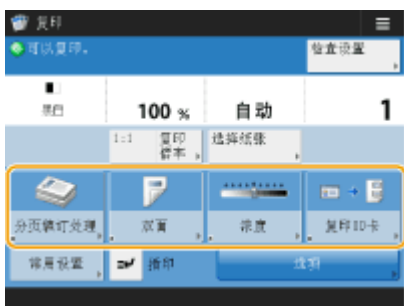 复印
可以复印。
检查设置
黑白
100 %
自动
1
1:1
复印
倍率
选择纸张
分页装订处理
双面
浓度
复印ID卡
常用设置
插印
选项